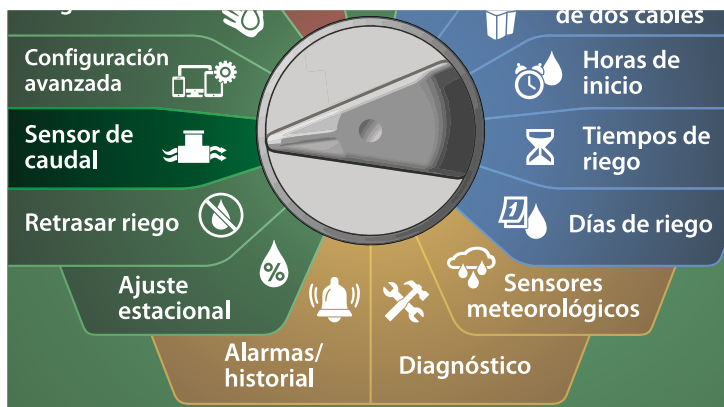 de dos cables
Configuración
avanzada
Horas de
inicio
Sensor de
caudal
Tiempos de
riego
Retrasar riego
1
Días de riego
%
Ajuste
estacional
Sensores
meteorológicos
Alarmas/
historial
Diagnóstico